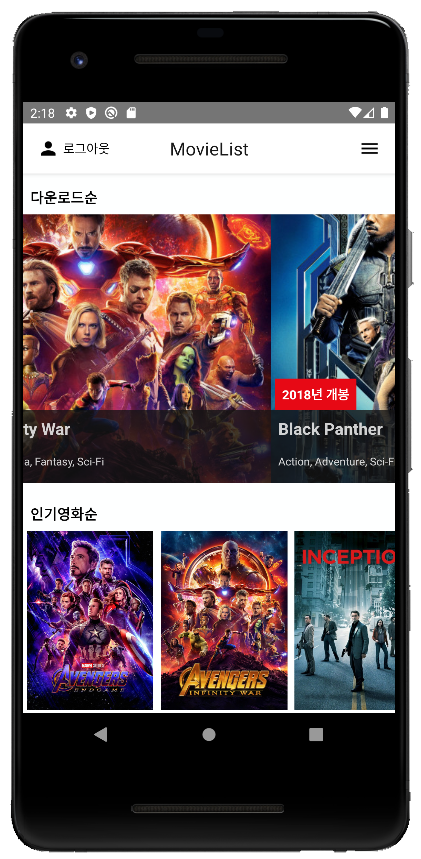 2:18
로그아웃
MovieList
다운로드순
2018년 개봉
ty War
Black Panther
a, Fantasy, Sci-Fi
Action, Adventure, Sci-F
인기영화순
INCEPTIO
AVENGERS
ENDGAME
AVENGERS
INFINITY WAR